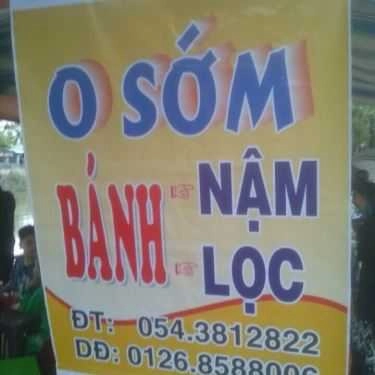 O SỚM
BÁNH ☞ NẬM
☞ LỌC
ĐT: 054.3812822
DĐ: 0126.8588006